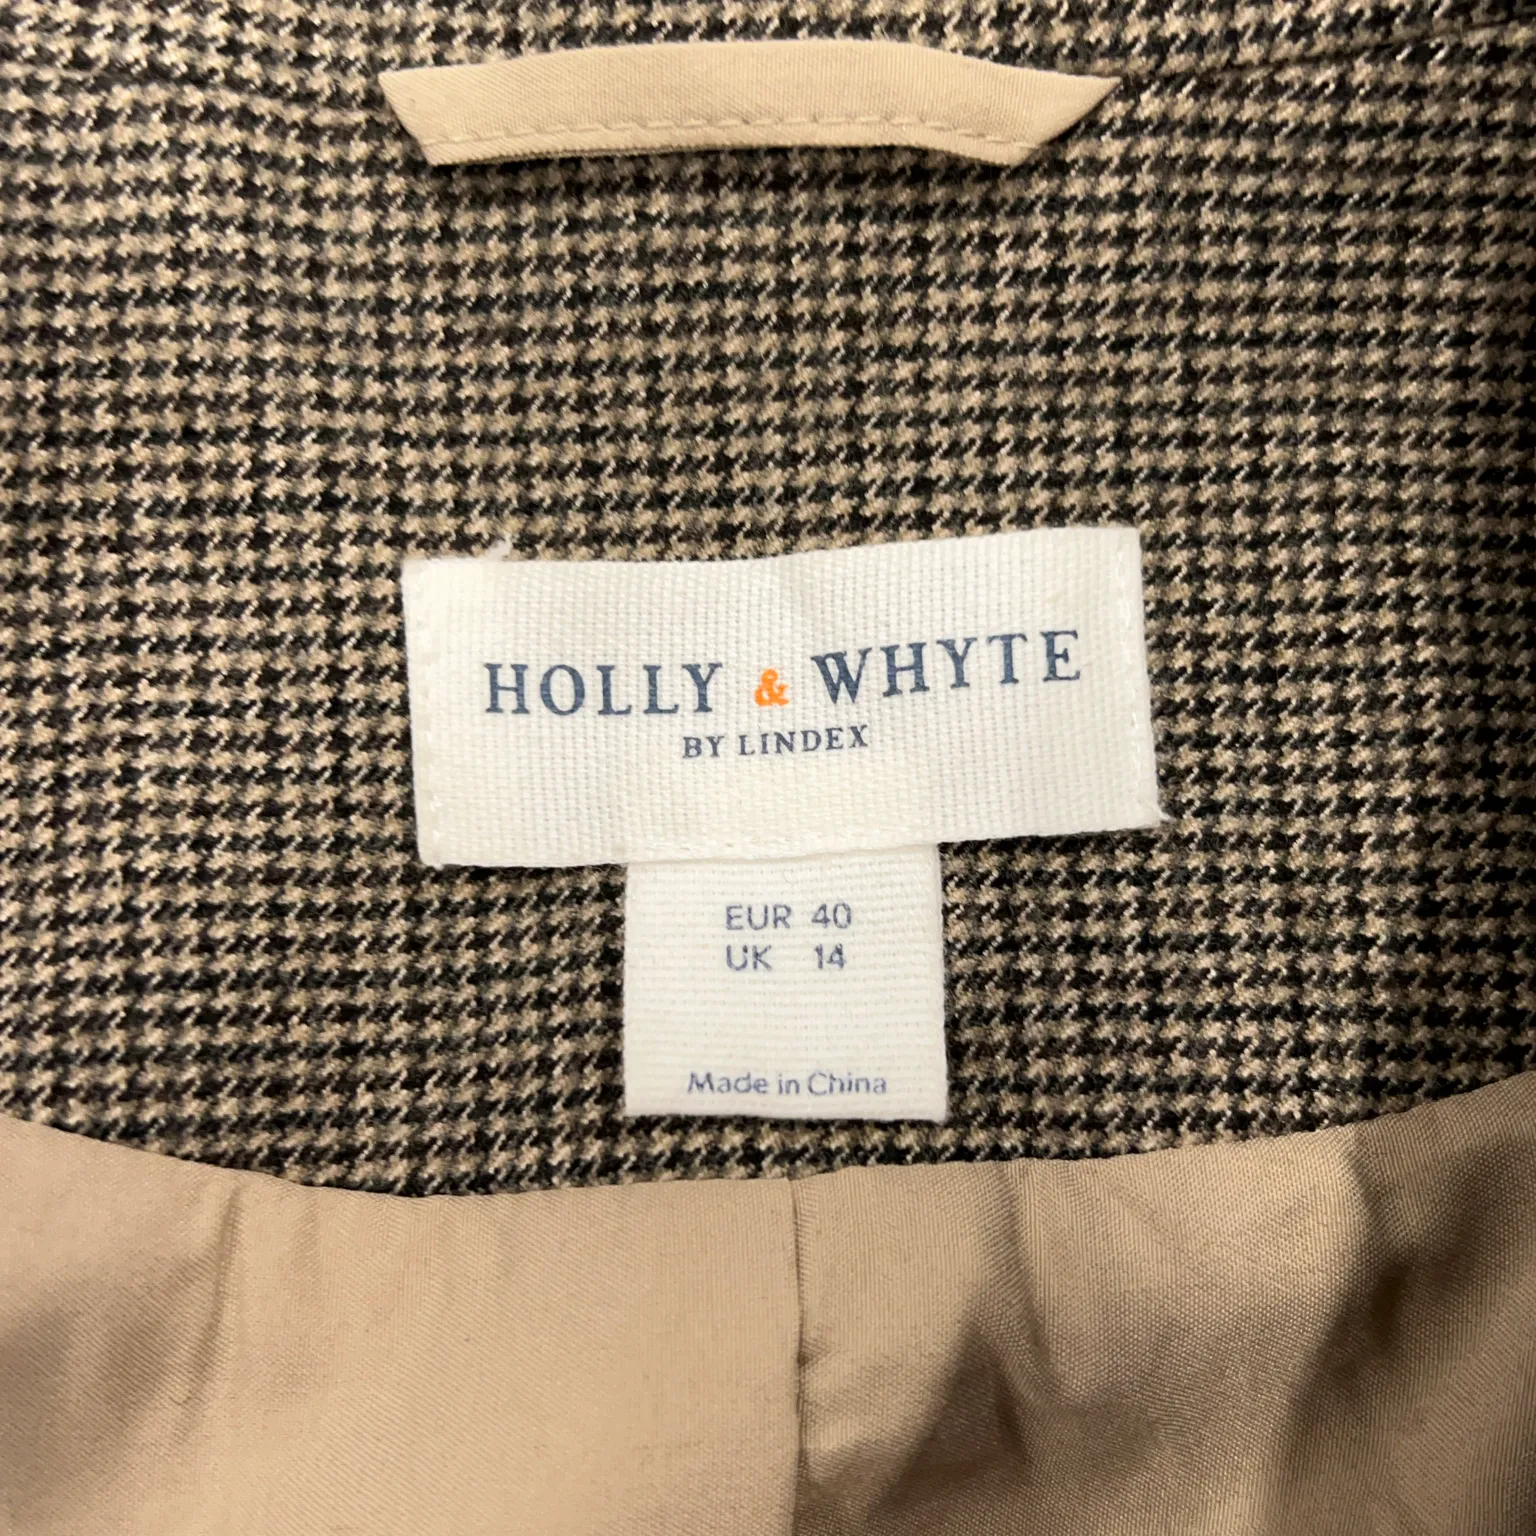 HOLLY & WHYTE
BY LINDEX
EUR 40
UK 14
Made in China